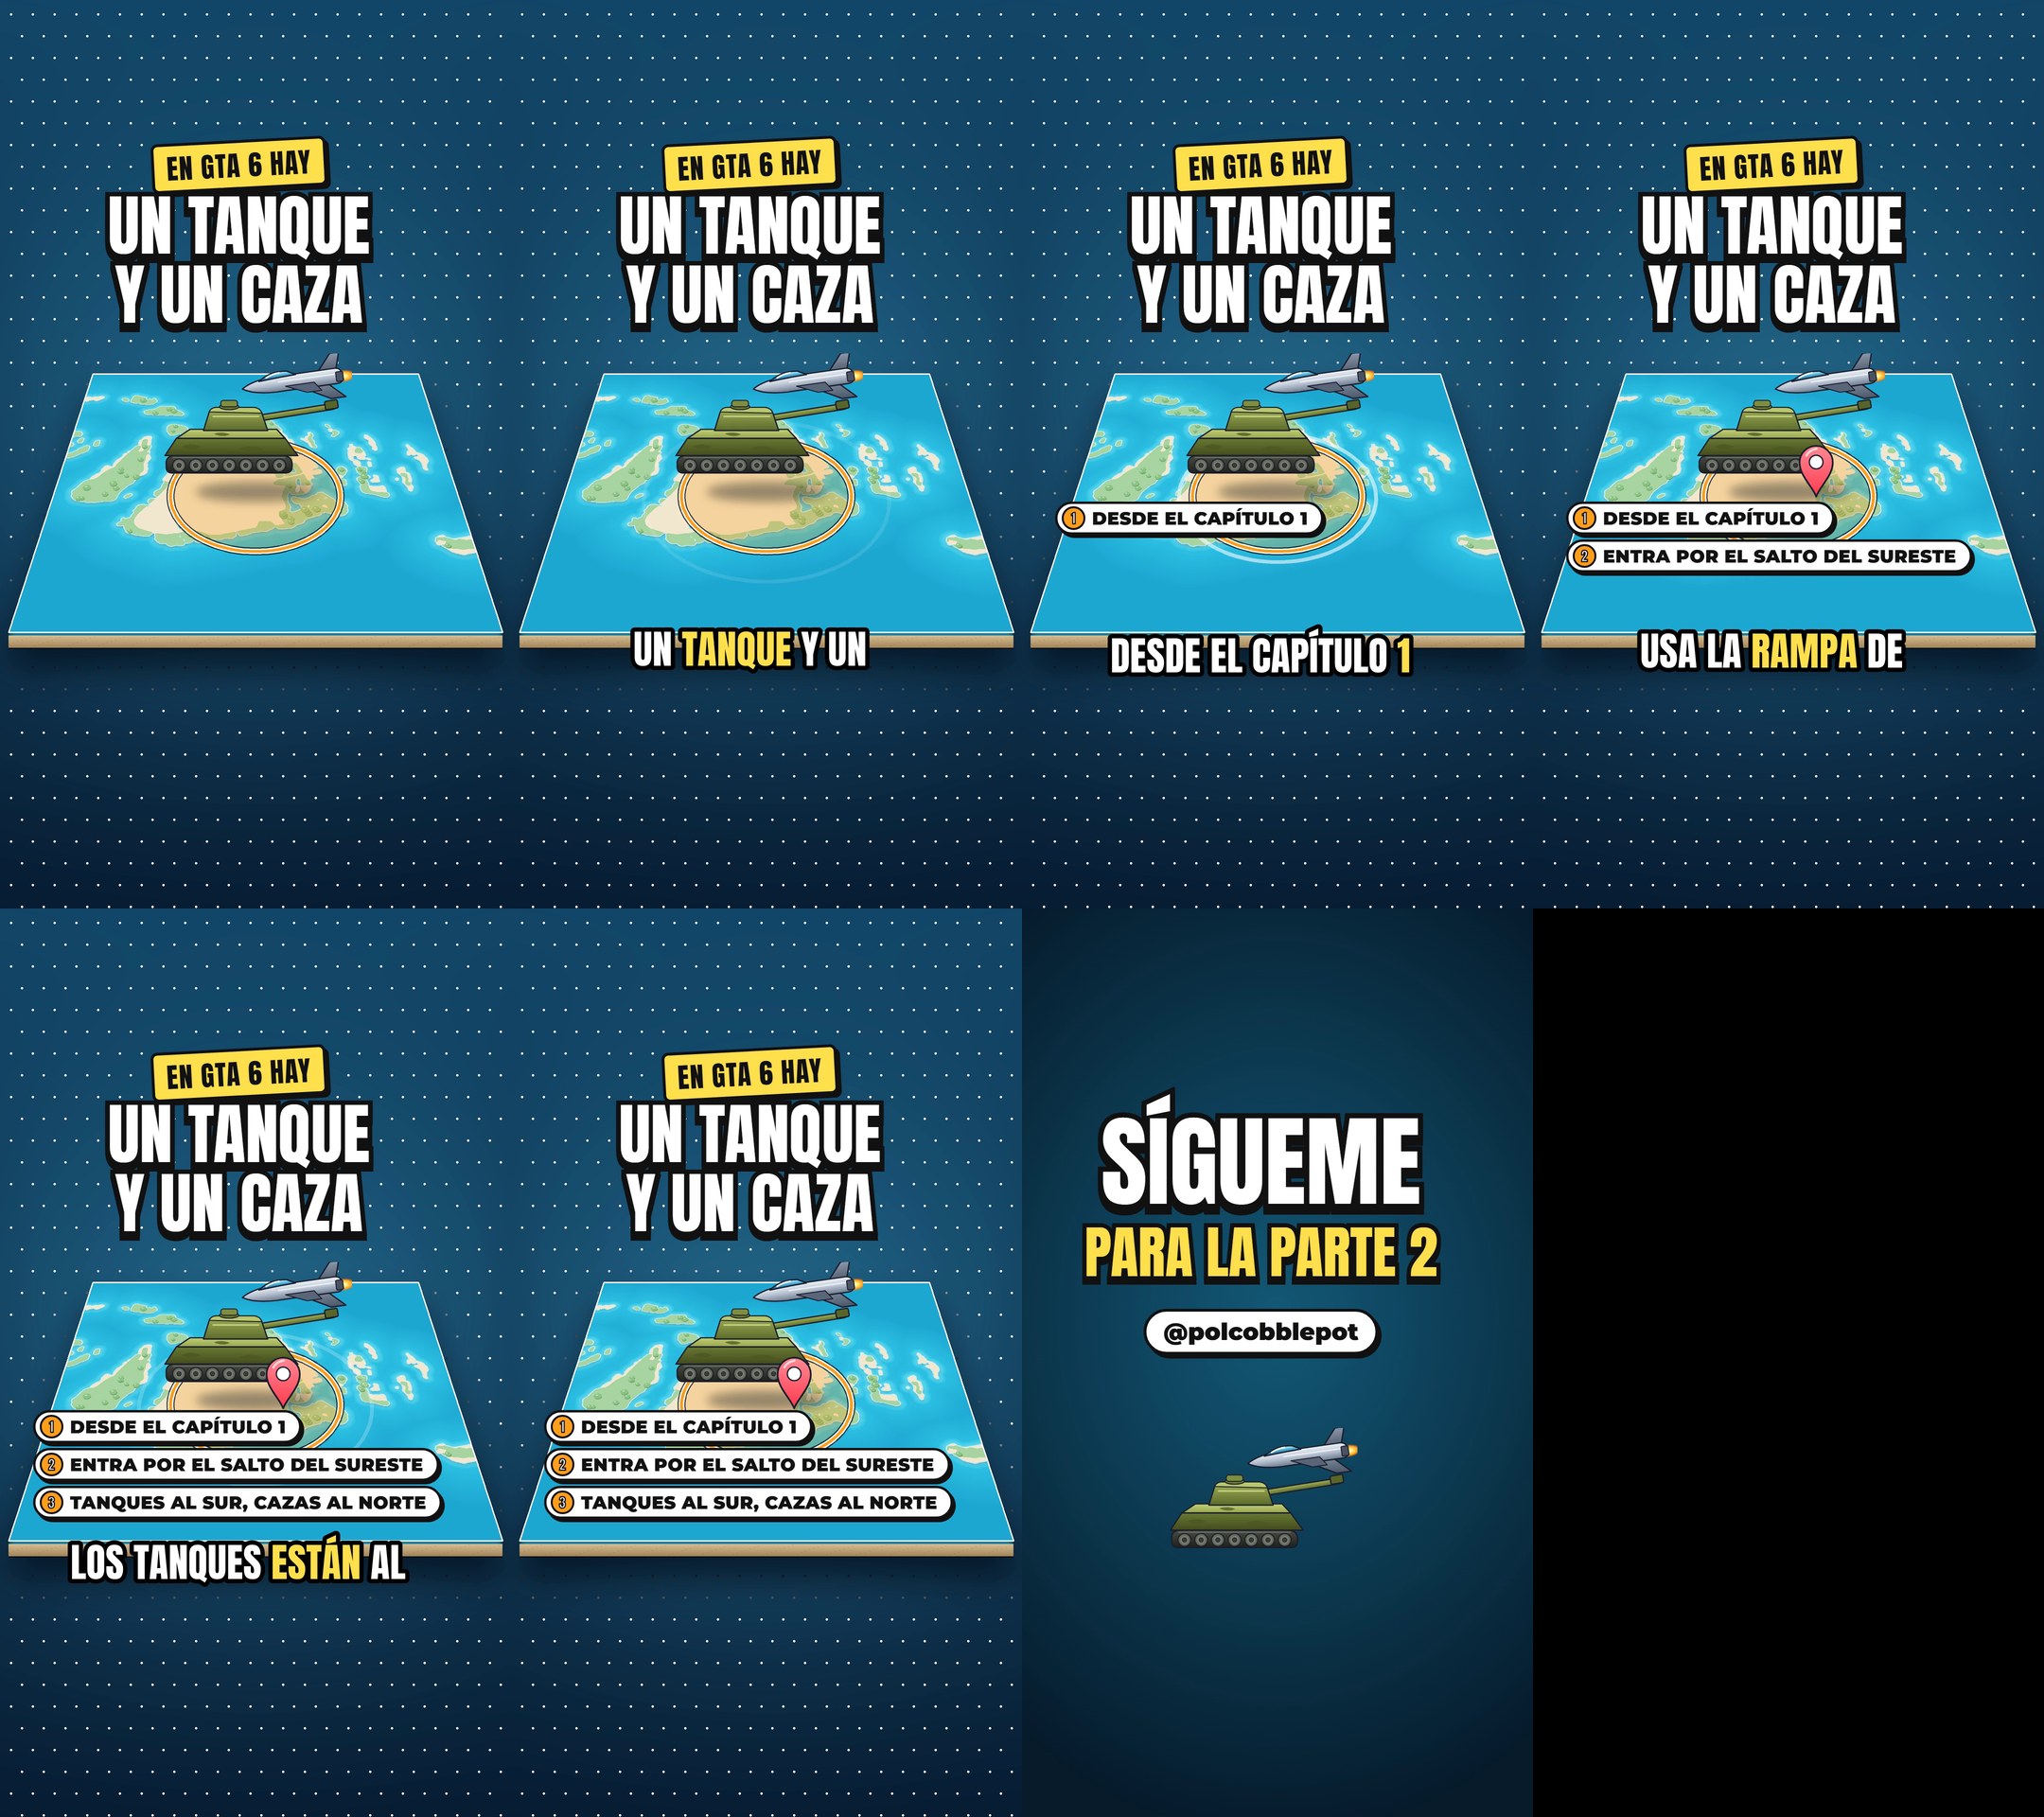 EN GTA 6 HAY
UN TANQUE
Y UN CAZA
EN GTA 6 HAY
UN TANQUE
Y UN CAZA
UN TANQUE Y UN
EN GTA 6 HAY
UN TANQUE
Y UN CAZA
1 DESDE EL CAPÍTULO 1
DESDE EL CAPÍTULO 1
EN GTA 6 HAY
UN TANQUE
Y UN CAZA
1 DESDE EL CAPÍTULO 1
2 ENTRA POR EL SALTO DEL SURESTE
USA LA RAMPA DE
EN GTA 6 HAY
UN TANQUE
Y UN CAZA
1 DESDE EL CAPÍTULO 1
2 ENTRA POR EL SALTO DEL SURESTE
3 TANQUES AL SUR, CAZAS AL NORTE
LOS TANQUES ESTÁN AL
EN GTA 6 HAY
UN TANQUE
Y UN CAZA
1 DESDE EL CAPÍTULO 1
2 ENTRA POR EL SALTO DEL SURESTE
3 TANQUES AL SUR, CAZAS AL NORTE
SÍGUEME
PARA LA PARTE 2
@polcobblepot